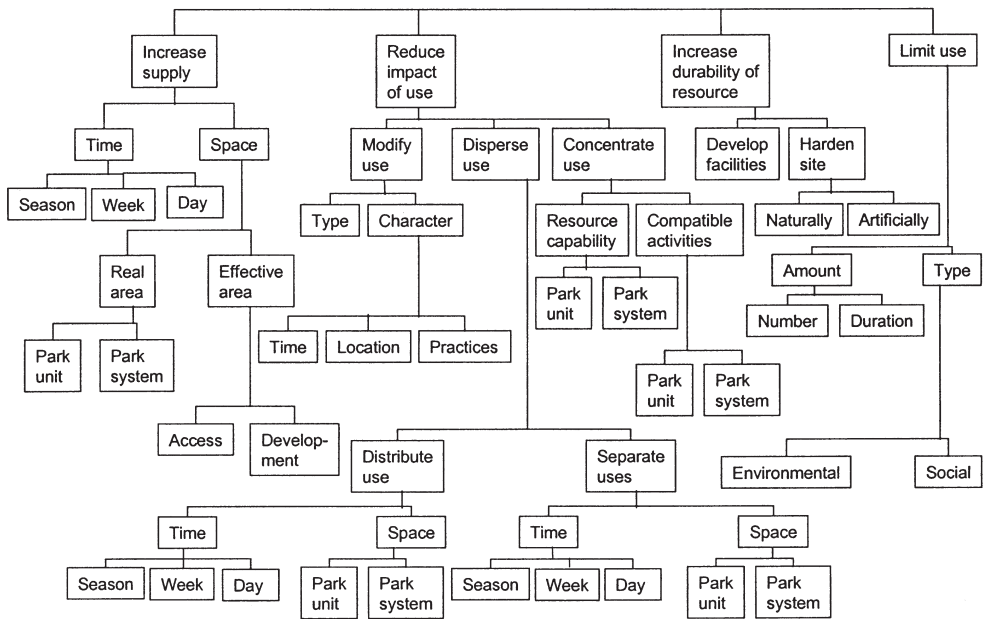 Increase
supply
Reduce
impact
of use
Increase
durability of
resource
Limit use
Time
Space
Modify
use
Disperse
use
Concentrate
use
Develop
facilities
Harden
site
Season
Week
Day
Type
Character
Resource
capability
Compatible
activities
Naturally
Artificially
Real
area
Effective
area
Amount
Type
Park
unit
Park
system
Number
Duration
Time
Location
Practices
Park
unit
Park
system
Park
unit
Park
system
Access
Develop-
ment
Distribute
use
Separate
uses
Environmental
Social
Time
Space
Time
Space
Season
Week
Day
Park
unit
Park
system
Season
Week
Day
Park
unit
Park
system